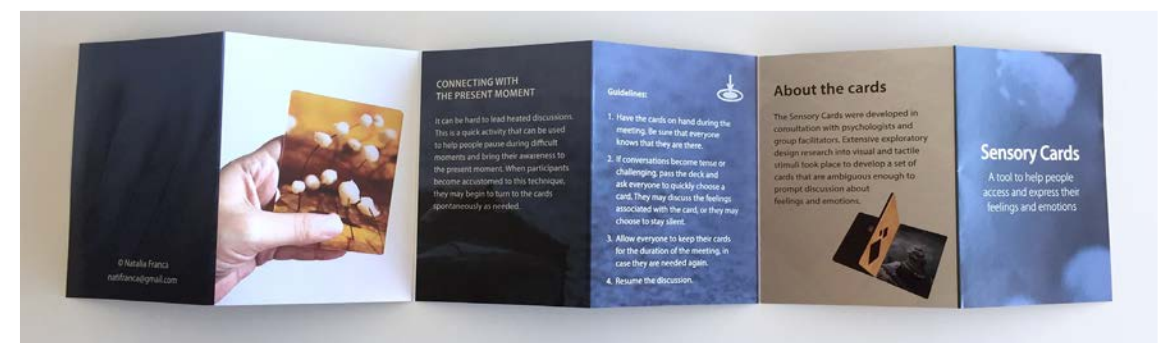 © Natalia Franca
natifranca@gmail.com
CONNECTING WITH
THE PRESENT MOMENT
It can be hard to lead heated discussions.
This is a quick activity that can be used
to help people pause during difficult
moments and bring their awareness to
the present moment. When participants
become accustomed to this technique,
they may begin to turn to the cards
spontaneously as needed.
Guidelines:
1. Have the cards on hand during the
meeting. Be sure that everyone
knows that they are there.
2. If conversations become tense or
challenging, pass the deck and
ask everyone to quickly choose a
card. They may discuss the feelings
associated with the card, or they may
choose to stay silent.
3. Allow everyone to keep their cards
for the duration of the meeting, in
case they are needed again.
4. Resume the discussion.
About the cards
The Sensory Cards were developed in
consultation with psychologists and
group facilitators. Extensive exploratory
design research into visual and tactile
stimuli took place to develop a set of
cards that are ambiguous enough to
prompt discussion about
feelings and emotions.
Sensory Cards
A tool to help people
access and express their
feelings and emotions